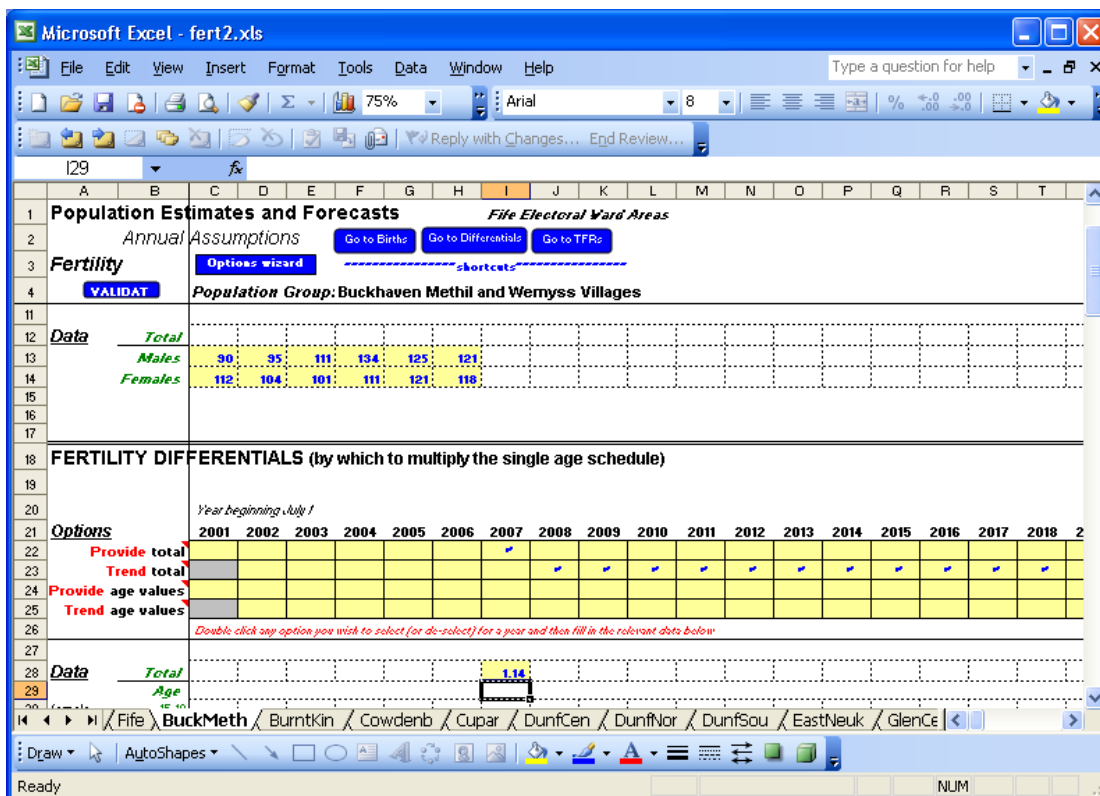 Microsoft Excel - fert2.xls
File Edit View Insert Format Tools Data Window Help Type a question for help
75% Arial 8
Reply with Changes... End Review...
I29 fx
A B C D E F G H I J K L M N O P Q R S T
1 Population Estimates and Forecasts Fife Electoral Ward Areas
2 Annual Assumptions Go to Births Go to Differentials Go to TFRs
3 Fertility Options wizard shortcuts
4 VALIDAT Population Group: Buckhaven Methil and Wemyss Villages
11
12 Data Total
13 Males 90 95 111 134 125 121
14 Females 112 104 101 111 121 118
15
16
17
18 FERTILITY DIFFERENTIALS (by which to multiply the single age schedule)
19
20 Year beginning July 1
21 Options 2001 2002 2003 2004 2005 2006 2007 2008 2009 2010 2011 2012 2013 2014 2015 2016 2017 2018 2
22 Provide total
23 Trend total
24 Provide age values
25 Trend age values
26 Double click any option you wish to select (or de-select) for a year and then fill in the relevant data below
27
28 Data Total 1.14
29 Age
Fife BuckMeth BurntKin Cowdenb Cupar DunfCen DunfNor DunfSou EastNeuk GlenCe
Draw AutoShapes
Ready NUM